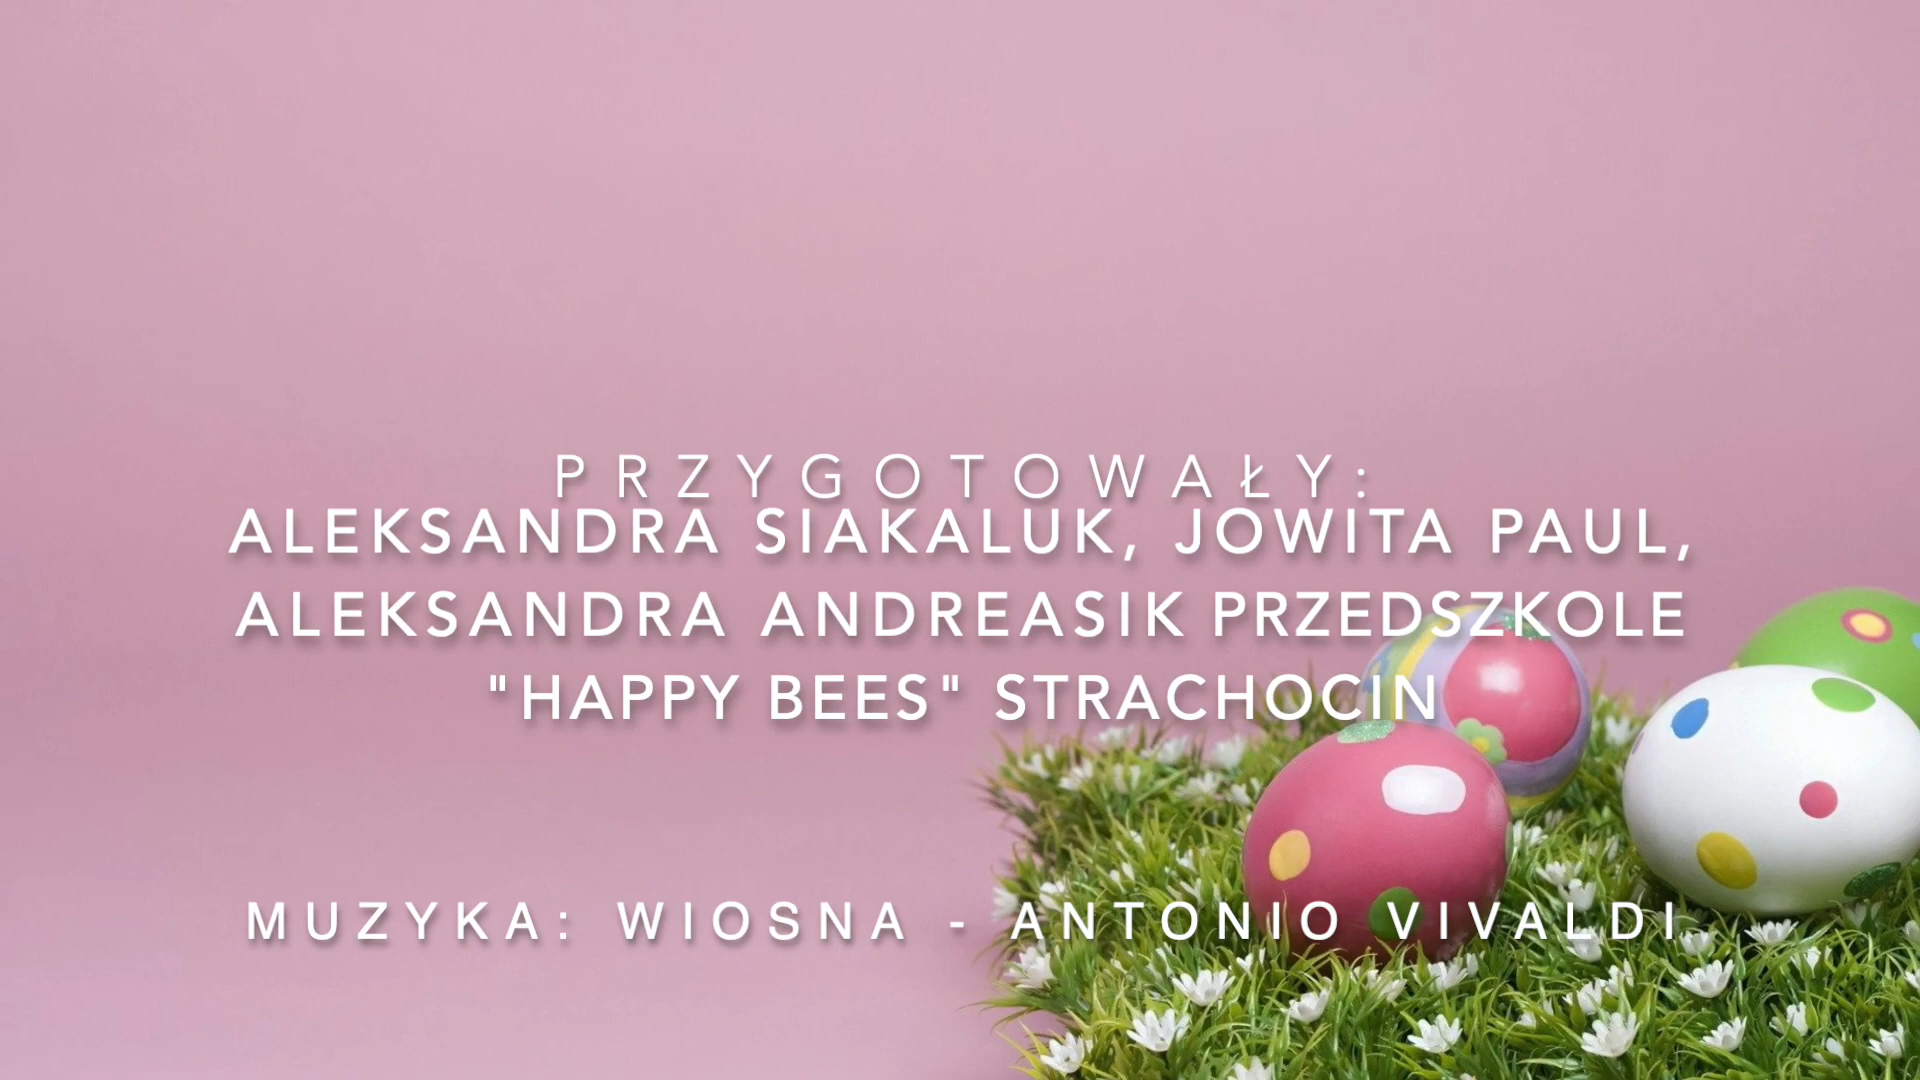 PRZYGOTOWAŁY:
ALEKSANDRA SIAKALUK, JOWITA PAUL,
ALEKSANDRA ANDREASIK PRZEDSZKOLE
"HAPPY BEES" STRACHOCIN
MUZYKA: WIOSNA - ANTONIO VIVALDI